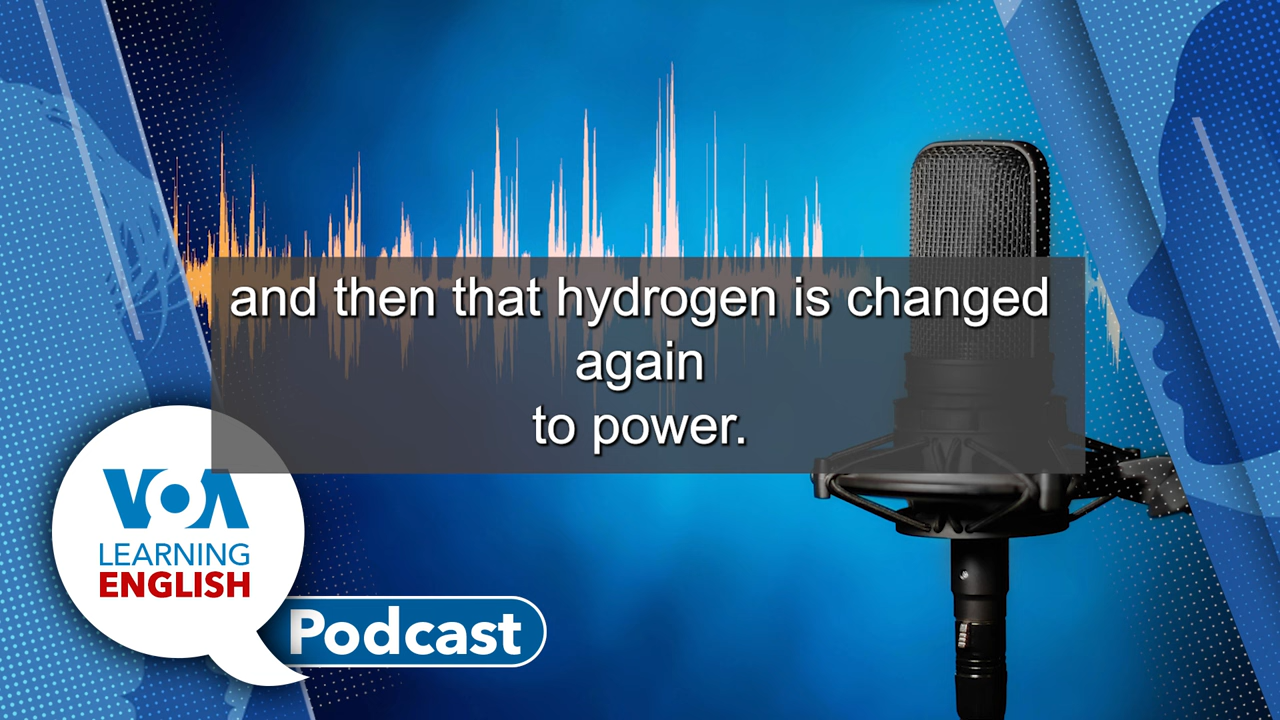 and then that hydrogen is changed
again
to power.
VOA
LEARNING
ENGLISH
Podcast